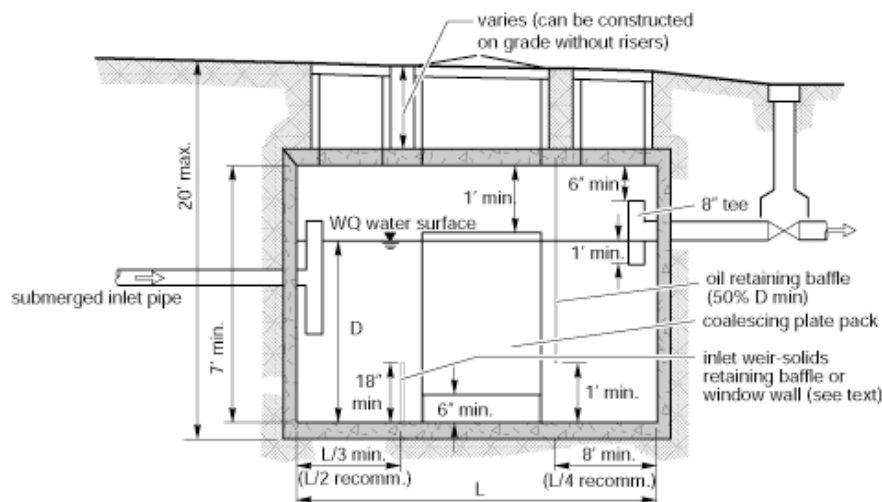 varies (can be constructed
on grade without risers)
20' max.
1' min.
6" min
8" tee
WQ water surface
1' min.
submerged inlet pipe
oil retaining baffle
(50% D min)
7' min.
D
coalescing plate pack
18"
min
inlet weir-solids
retaining baffle or
window wall (see text)
1' min.
6" min.
L/3 min.
(L/2 recomm.)
8' min.
(L/4 recomm.)
L